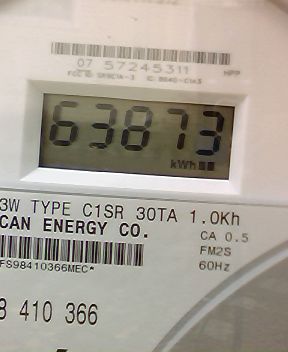 07 57245311
NPP
63873
kWh
3W TYPE C1SR 30TA 1.0Kh
CAN ENERGY CO.
CA 0.5
FM2S
60Hz
FS98410366MEC*
8 410 366